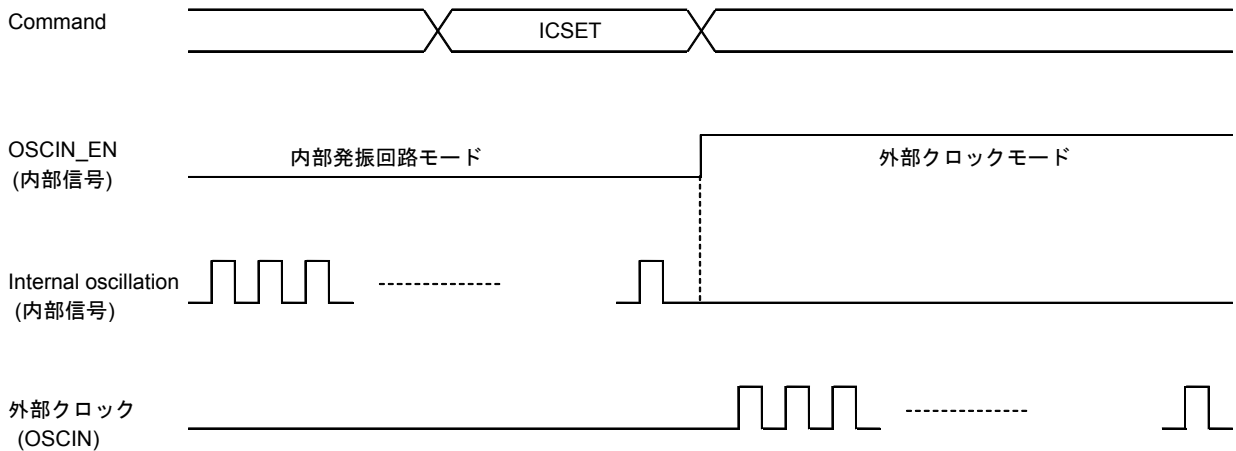 Command
ICSET
OSCIN_EN
(内部信号)
内部発振回路モード
外部クロックモード
Internal oscillation
(内部信号)
外部クロック
(OSCIN)